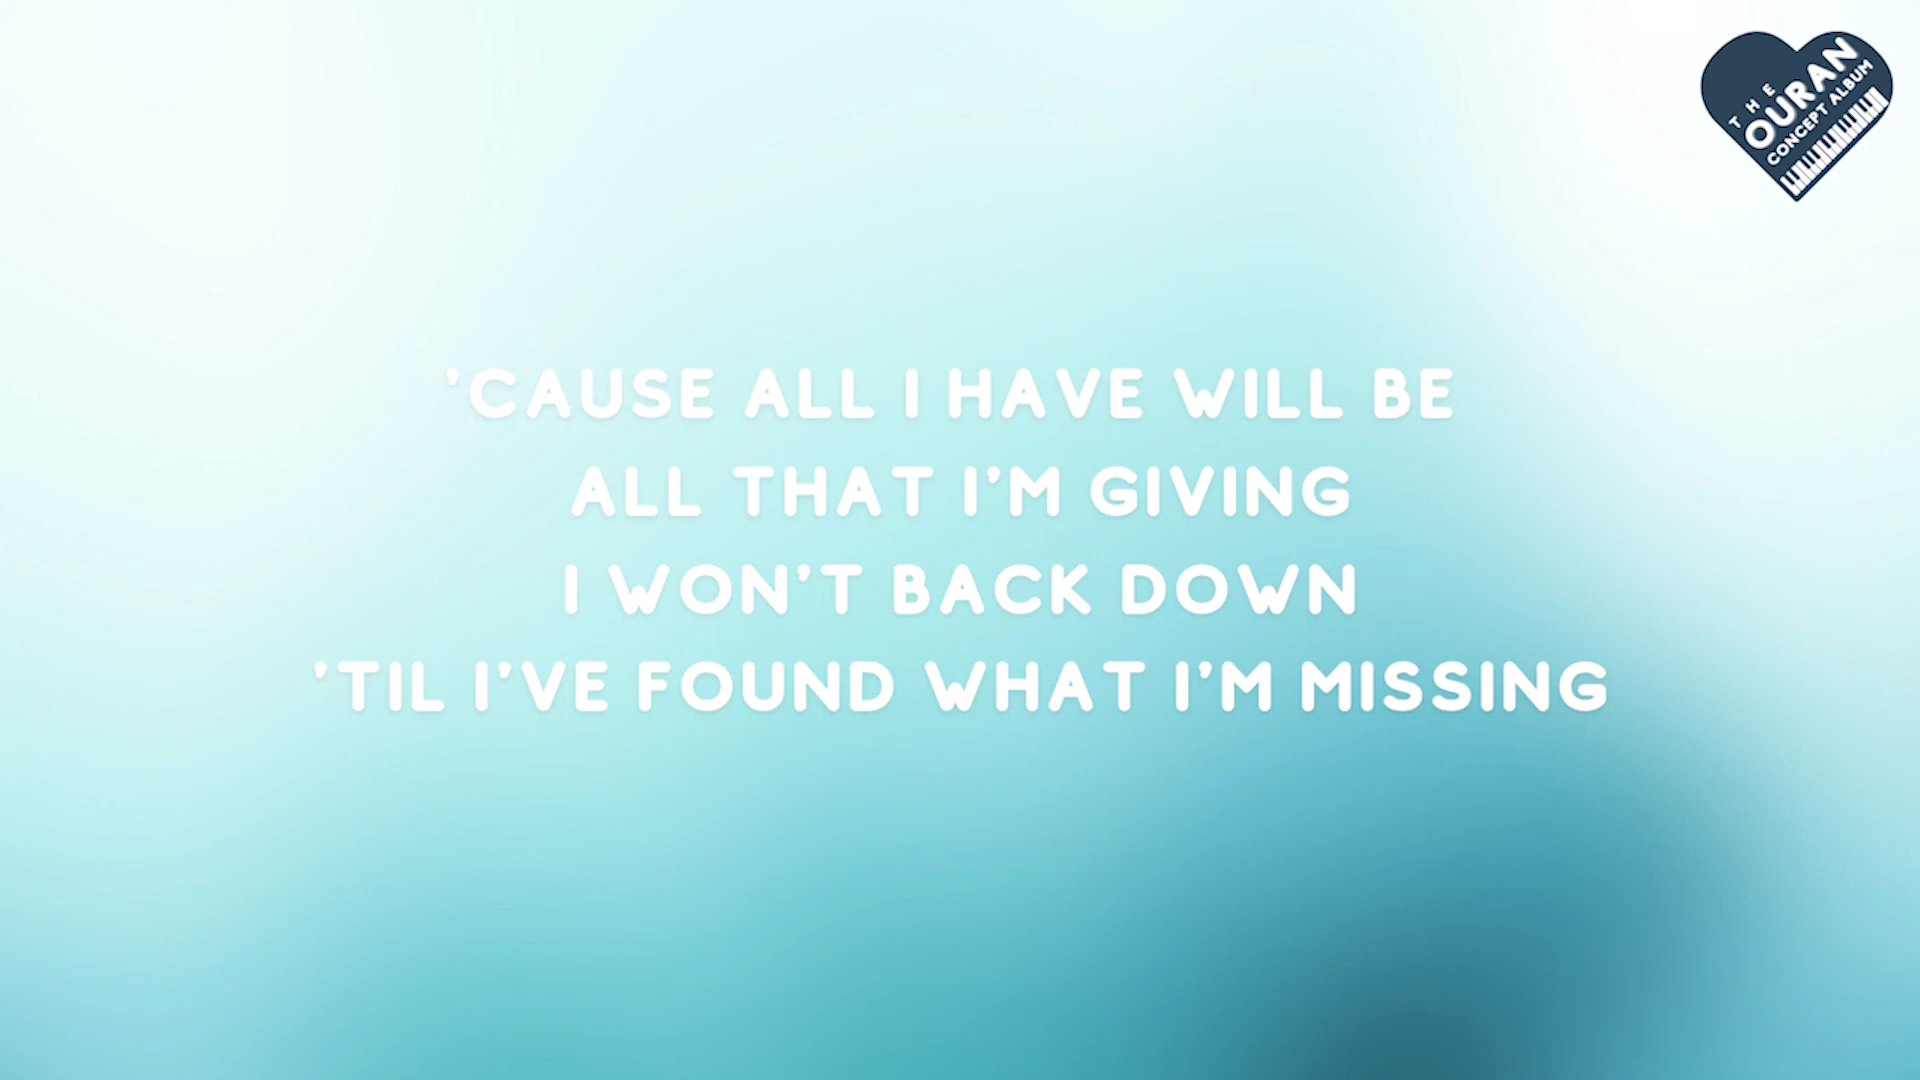 THE
OURAN
CONCEPT ALBUM
’CAUSE ALL I HAVE WILL BE
ALL THAT I’M GIVING
I WON’T BACK DOWN
’TIL I’VE FOUND WHAT I’M MISSING